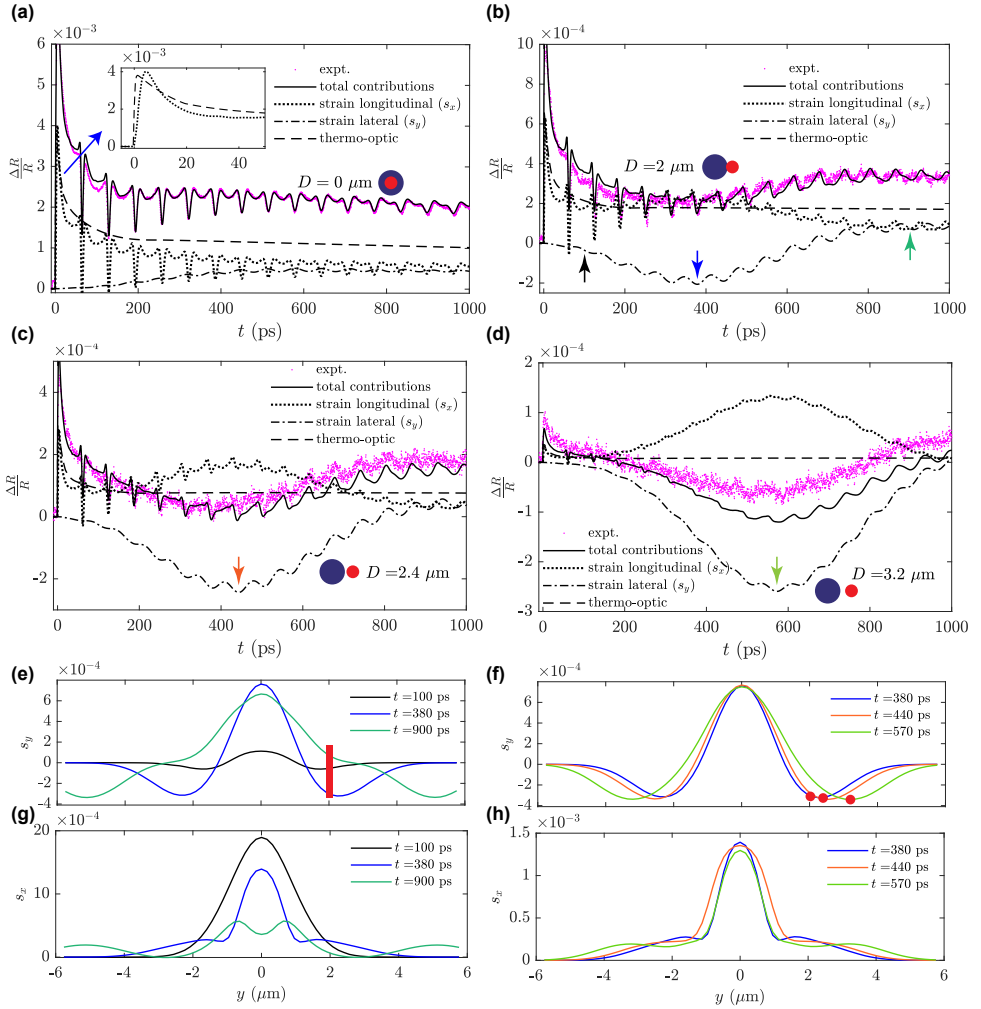 (a)
×10⁻³
6
5
4
3
2
1
0
ΔR/R
0 200 400 600 800 1000
t (ps)
×10⁻³
4
2
0
0 20 40
expt.
total contributions
strain longitudinal (sₓ)
strain lateral (s_y)
thermo-optic
D = 0 μm
(b)
×10⁻⁴
10
8
6
4
2
0
-2
ΔR/R
0 200 400 600 800 1000
t (ps)
expt.
total contributions
strain longitudinal (sₓ)
strain lateral (s_y)
thermo-optic
D = 2 μm
(c)
×10⁻⁴
4
2
0
-2
ΔR/R
0 200 400 600 800 1000
t (ps)
expt.
total contributions
strain longitudinal (sₓ)
strain lateral (s_y)
thermo-optic
D =2.4 μm
(d)
×10⁻⁴
2
1
0
-1
-2
-3
ΔR/R
0 200 400 600 800 1000
t (ps)
expt.
total contributions
strain longitudinal (sₓ)
strain lateral (s_y)
thermo-optic
D =3.2 μm
(e)
×10⁻⁴
6
4
2
0
-2
-4
s_y
t =100 ps
t =380 ps
t =900 ps
(f)
×10⁻⁴
6
4
2
0
-2
-4
s_y
-6 -4 -2 0 2 4 6
t =380 ps
t =440 ps
t =570 ps
(g)
×10⁻⁴
20
10
0
sₓ
-6 -4 -2 0 2 4 6
y (μm)
t =100 ps
t =380 ps
t =900 ps
(h)
×10⁻³
1.5
1
0.5
0
sₓ
-6 -4 -2 0 2 4 6
y (μm)
t =380 ps
t =440 ps
t =570 ps